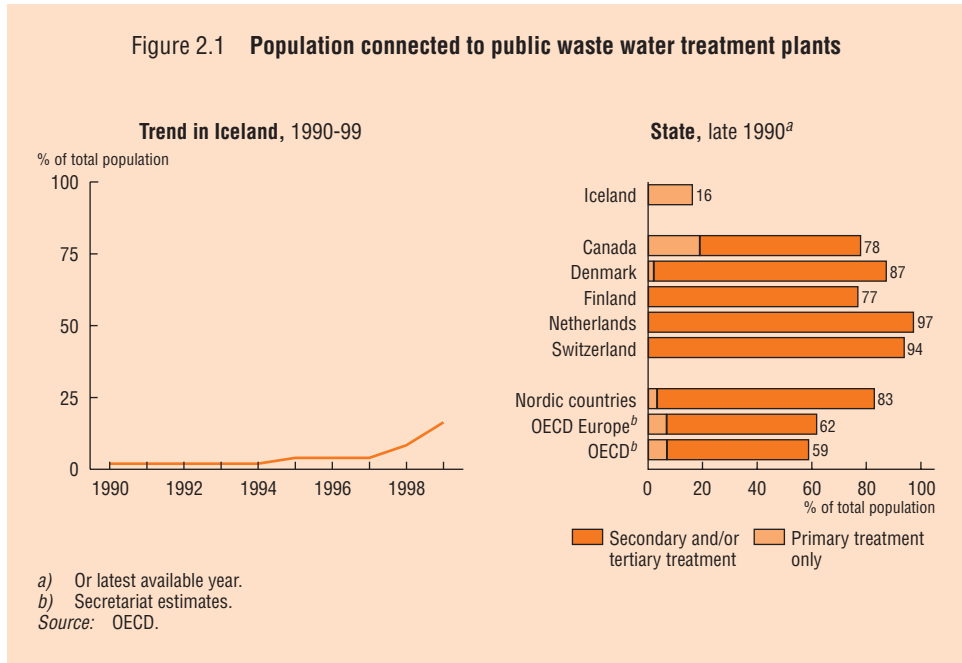 Figure 2.1 Population connected to public waste water treatment plants
Trend in Iceland, 1990-99
% of total population
100
75
50
25
0
1990 1992 1994 1996 1998
State, late 1990a
Iceland 16
Canada 78
Denmark 87
Finland 77
Netherlands 97
Switzerland 94
Nordic countries 83
OECD Europeb 62
OECDb 59
0 20 40 60 80 100
% of total population
Secondary and/or
tertiary treatment
Primary treatment
only
a) Or latest available year.
b) Secretariat estimates.
Source: OECD.